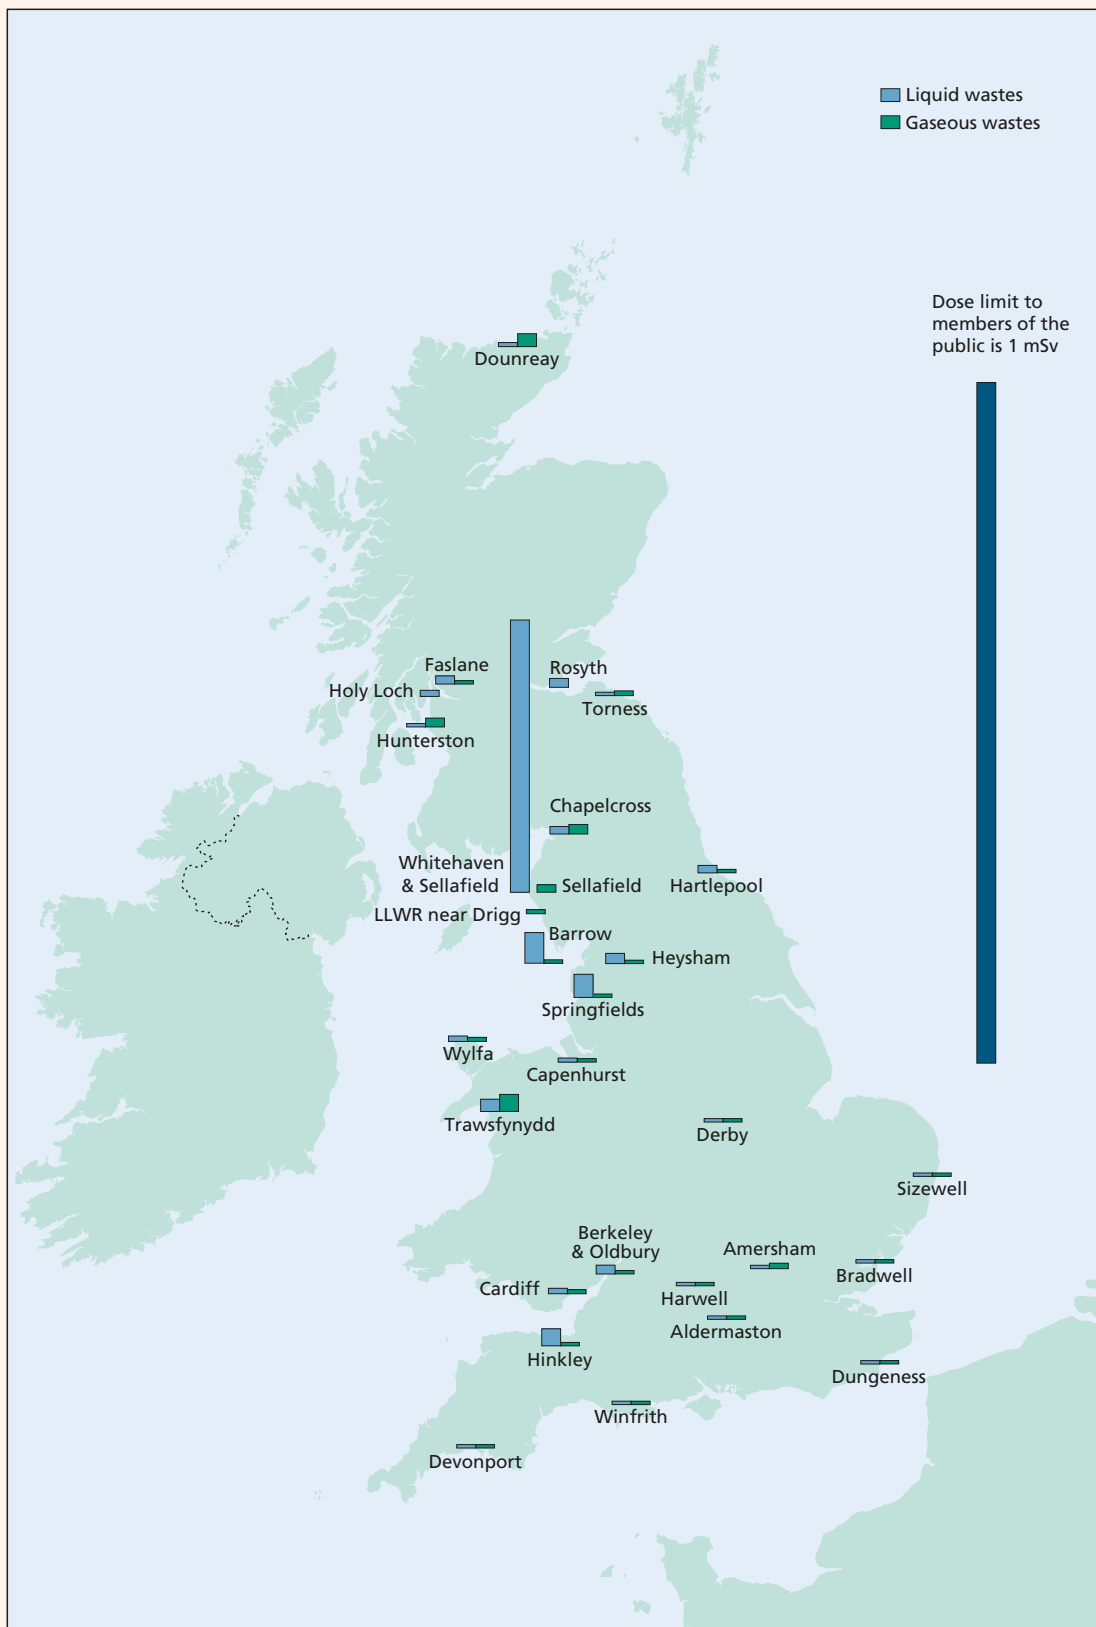 Liquid wastes
Gaseous wastes
Dose limit to
members of the
public is 1 mSv
Dounreay
Faslane
Rosyth
Holy Loch
Torness
Hunterston
Chapelcross
Whitehaven
& Sellafield
Sellafield
Hartlepool
LLWR near Drigg
Barrow
Heysham
Springfields
Wylfa
Capenhurst
Trawsfynydd
Derby
Sizewell
Berkeley
& Oldbury
Amersham
Bradwell
Cardiff
Harwell
Aldermaston
Hinkley
Dungeness
Winfrith
Devonport